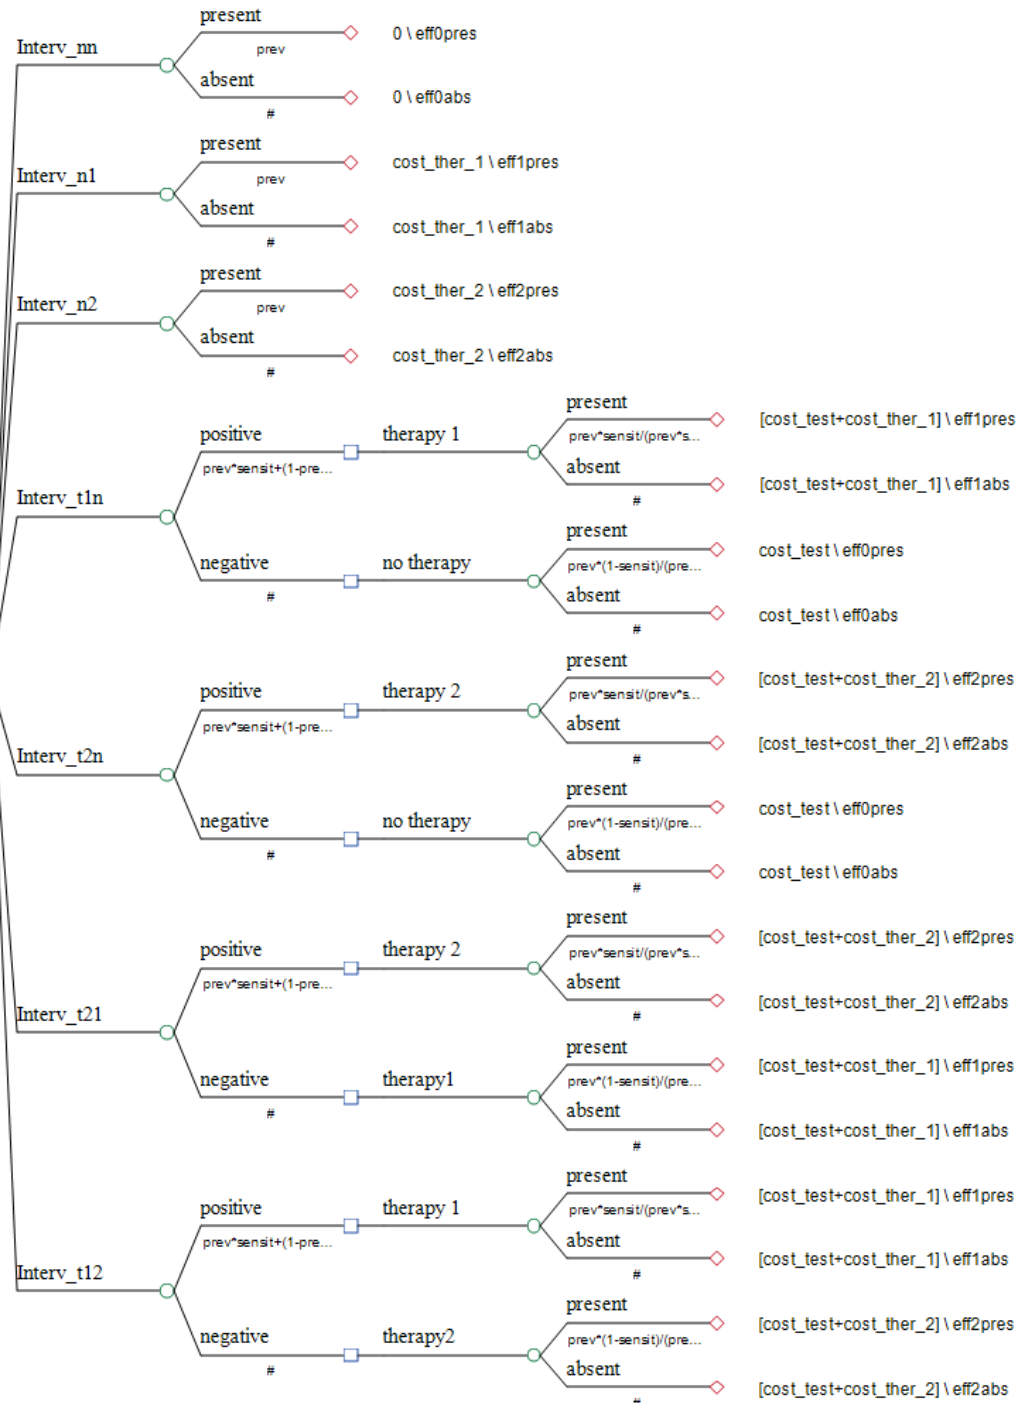 present
Interv_nn
prev
0 \ eff0pres
absent
#
0 \ eff0abs
present
Interv_n1
prev
cost_ther_1 \ eff1pres
absent
#
cost_ther_1 \ eff1abs
present
Interv_n2
prev
cost_ther_2 \ eff2pres
absent
#
cost_ther_2 \ eff2abs
Interv_t1n
positive
prev*sensit+(1-pre...
therapy 1
present
prev*sensit/(prev*s...
[cost_test+cost_ther_1] \ eff1pres
absent
#
[cost_test+cost_ther_1] \ eff1abs
negative
#
no therapy
present
prev*(1-sensit)/(pre...
cost_test \ eff0pres
absent
#
cost_test \ eff0abs
Interv_t2n
positive
prev*sensit+(1-pre...
therapy 2
present
prev*sensit/(prev*s...
[cost_test+cost_ther_2] \ eff2pres
absent
#
[cost_test+cost_ther_2] \ eff2abs
negative
#
no therapy
present
prev*(1-sensit)/(pre...
cost_test \ eff0pres
absent
#
cost_test \ eff0abs
Interv_t21
positive
prev*sensit+(1-pre...
therapy 2
present
prev*sensit/(prev*s...
[cost_test+cost_ther_2] \ eff2pres
absent
#
[cost_test+cost_ther_2] \ eff2abs
negative
#
therapy1
present
prev*(1-sensit)/(pre...
[cost_test+cost_ther_1] \ eff1pres
absent
#
[cost_test+cost_ther_1] \ eff1abs
Interv_t12
positive
prev*sensit+(1-pre...
therapy 1
present
prev*sensit/(prev*s...
[cost_test+cost_ther_1] \ eff1pres
absent
#
[cost_test+cost_ther_1] \ eff1abs
negative
#
therapy2
present
prev*(1-sensit)/(pre...
[cost_test+cost_ther_2] \ eff2pres
absent
#
[cost_test+cost_ther_2] \ eff2abs